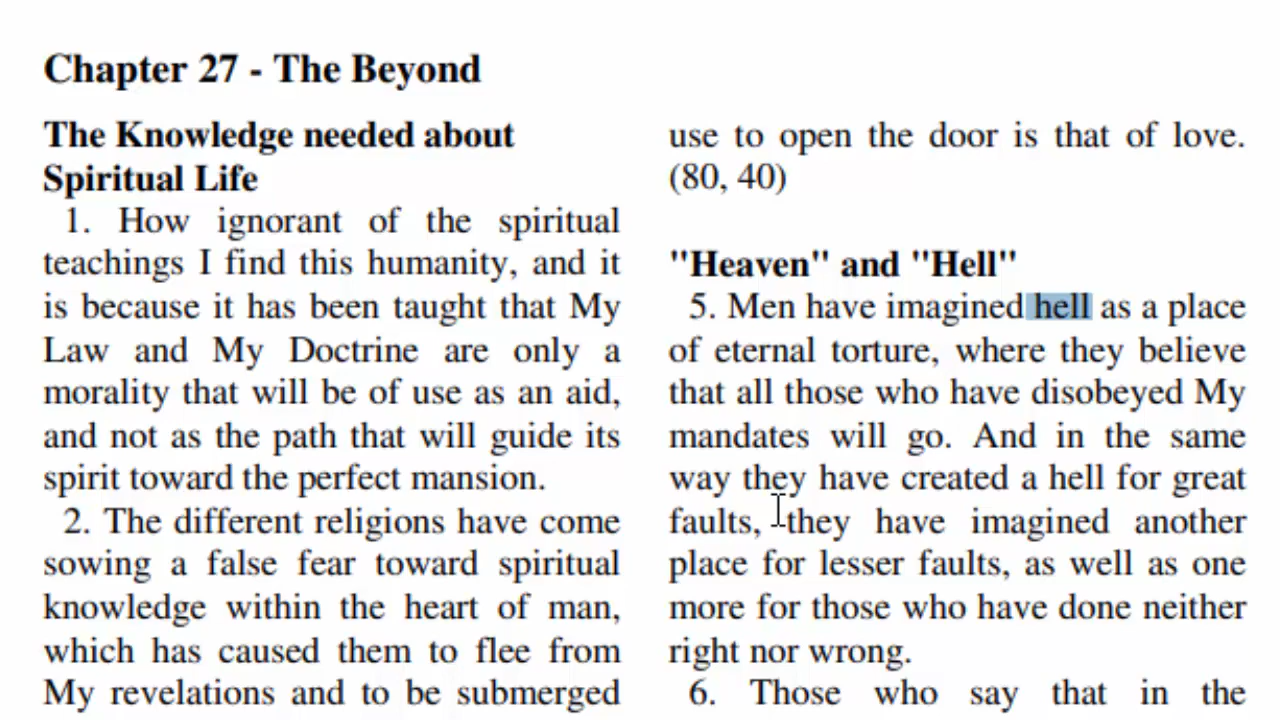 Chapter 27 - The Beyond
The Knowledge needed about
Spiritual Life
1. How ignorant of the spiritual
teachings I find this humanity, and it
is because it has been taught that My
Law and My Doctrine are only a
morality that will be of use as an aid,
and not as the path that will guide its
spirit toward the perfect mansion.
2. The different religions have come
sowing a false fear toward spiritual
knowledge within the heart of man,
which has caused them to flee from
My revelations and to be submerged
use to open the door is that of love.
(80, 40)
"Heaven" and "Hell"
5. Men have imagined hell as a place
of eternal torture, where they believe
that all those who have disobeyed My
mandates will go. And in the same
way they have created a hell for great
faults, they have imagined another
place for lesser faults, as well as one
more for those who have done neither
right nor wrong.
6. Those who say that in the